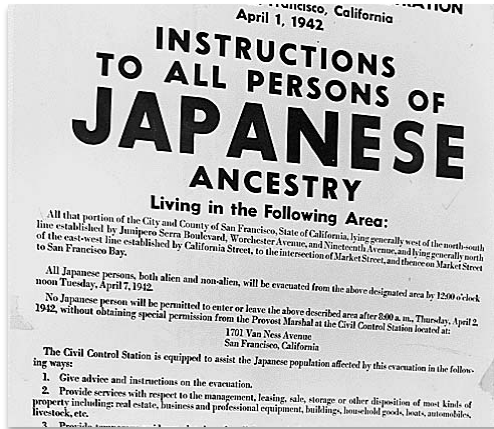 Francisco, California
April 1, 1942
INSTRUCTIONS
TO ALL PERSONS OF
JAPANESE
ANCESTRY
Living in the Following Area:
All that portion of the City and County of San Francisco, State of California, lying generally west of the north-south
line established by Junipero Serra Boulevard, Worchester Avenue, and Nineteenth Avenue, and lying generally north
of the east-west line established by California Street, to the intersection of Market Street, and thence on Market Street
to San Francisco Bay.
All Japanese persons, both alien and non-alien, will be evacuated from the above designated area by 12:00 o'clock
noon Tuesday, April 7, 1942.
No Japanese person will be permitted to enter or leave the above described area after 8:00 a. m., Thursday, April 2,
1942, without obtaining special permission from the Provost Marshal at the Civil Control Station located at:
1701 Van Ness Avenue
San Francisco, California
The Civil Control Station is equipped to assist the Japanese population affected by this evacuation in the follow-
ing ways:
1. Give advice and instructions on the evacuation.
2. Provide services with respect to the management, leasing, sale, storage or other disposition of most kinds of
property including: real estate, business and professional equipment, buildings, household goods, boats, automobiles,
livestock, etc.
3.